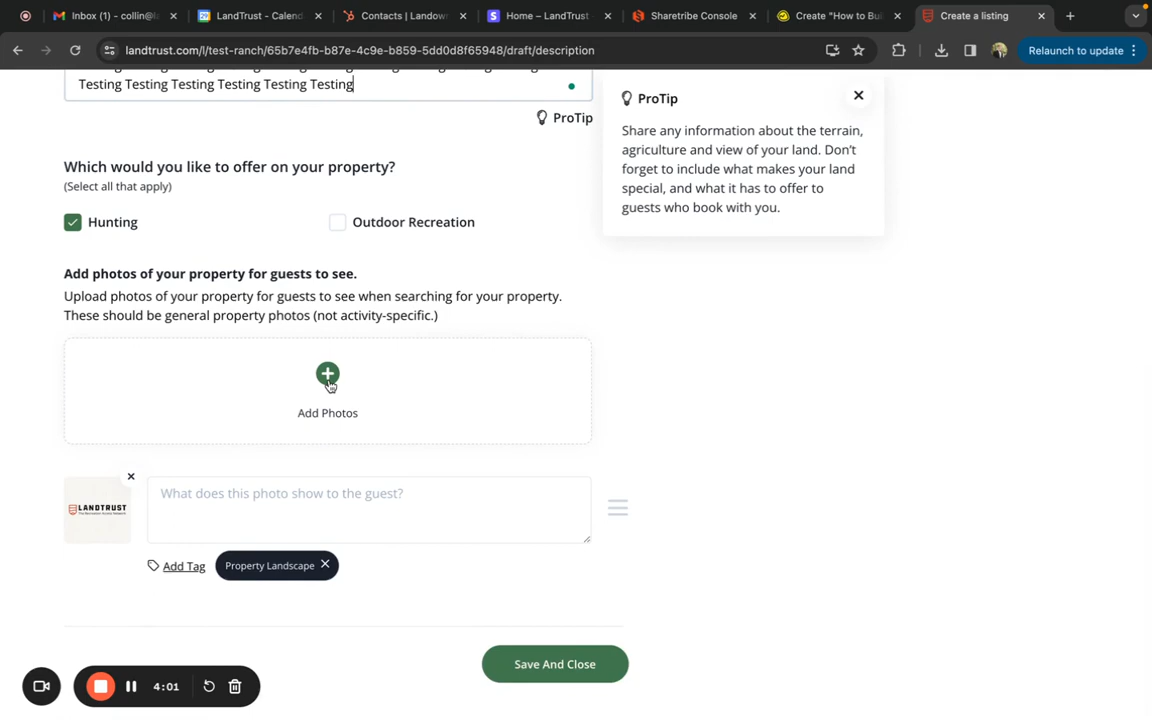 Inbox (1) - collin@l
LandTrust - Calend
Contacts | Landow
Home – LandTrust -
Sharetribe Console
Create "How to Bui
Create a listing
landtrust.com/l/test-ranch/65b7e4fb-b87e-4c9e-b859-5dd0d8f65948/draft/description
Relaunch to update
Testing Testing Testing Testing Testing Testing
ProTip
ProTip
Share any information about the terrain,
agriculture and view of your land. Don't
forget to include what makes your land
special, and what it has to offer to
guests who book with you.
Which would you like to offer on your property?
(Select all that apply)
Hunting
Outdoor Recreation
Add photos of your property for guests to see.
Upload photos of your property for guests to see when searching for your property.
These should be general property photos (not activity-specific.)
Add Photos
LANDTRUST
What does this photo show to the guest?
Add Tag
Property Landscape
Save And Close
4:01